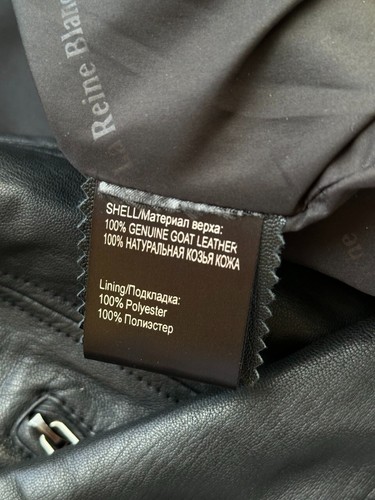 La Reine Blan
SHELL/Материал верха:
100% GENUINE GOAT LEATHER
100% НАТУРАЛЬНАЯ КОЗЬЯ КОЖА
Lining/Подкладка:
100% Polyester
100% Полиэстер